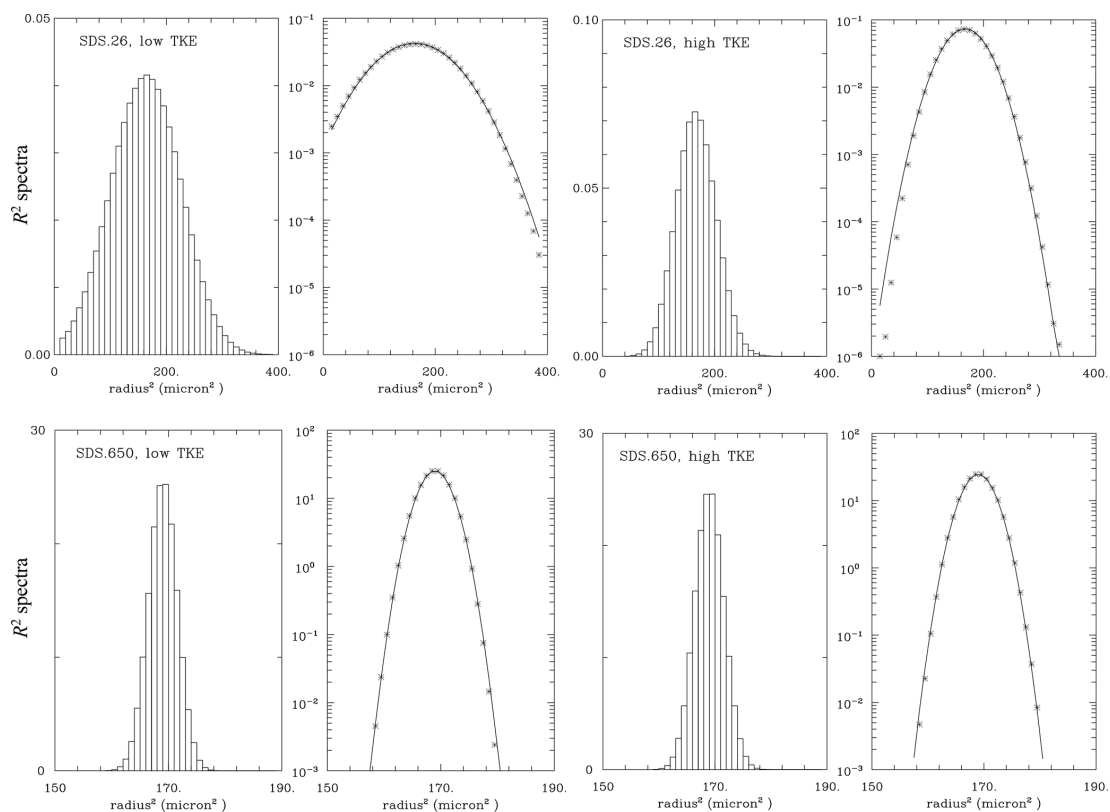 R² spectra
0.05
SDS.26, low TKE
0.00
0 200. 400.
radius² (micron²)
10⁰
10⁻¹
10⁻²
10⁻³
10⁻⁴
10⁻⁵
10⁻⁶
0 200. 400.
radius² (micron²)
0.10
SDS.26, high TKE
0.05
0.00
0 200. 400.
radius² (micron²)
10⁻¹
10⁻²
10⁻³
10⁻⁴
10⁻⁵
10⁻⁶
0 200. 400.
radius² (micron²)
R² spectra
30
SDS.650, low TKE
0
150 170. 190.
radius² (micron²)
10²
10¹
10⁰
10⁻¹
10⁻²
10⁻³
150 170. 190.
radius² (micron²)
30
SDS.650, high TKE
0
150 170. 190.
radius² (micron²)
10²
10¹
10⁰
10⁻¹
10⁻²
10⁻³
150 170. 190.
radius² (micron²)